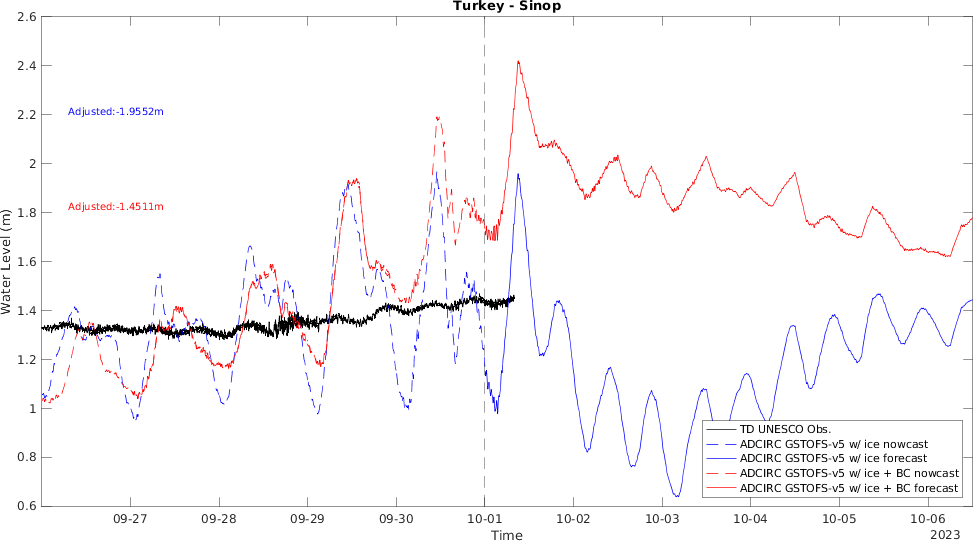 Turkey - Sinop
2.6
2.4
2.2
2
1.8
1.6
1.4
1.2
1
0.8
0.6
Water Level (m)
Adjusted:-1.9552m
Adjusted:-1.4511m
TD UNESCO Obs.
ADCIRC GSTOFS-v5 w/ ice nowcast
ADCIRC GSTOFS-v5 w/ ice forecast
ADCIRC GSTOFS-v5 w/ ice + BC nowcast
ADCIRC GSTOFS-v5 w/ ice + BC forecast
09-27 09-28 09-29 09-30 10-01 10-02 10-03 10-04 10-05 10-06
2023
Time